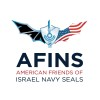 AFINS
AMERICAN FRIENDS OF
ISRAEL NAVY SEALS